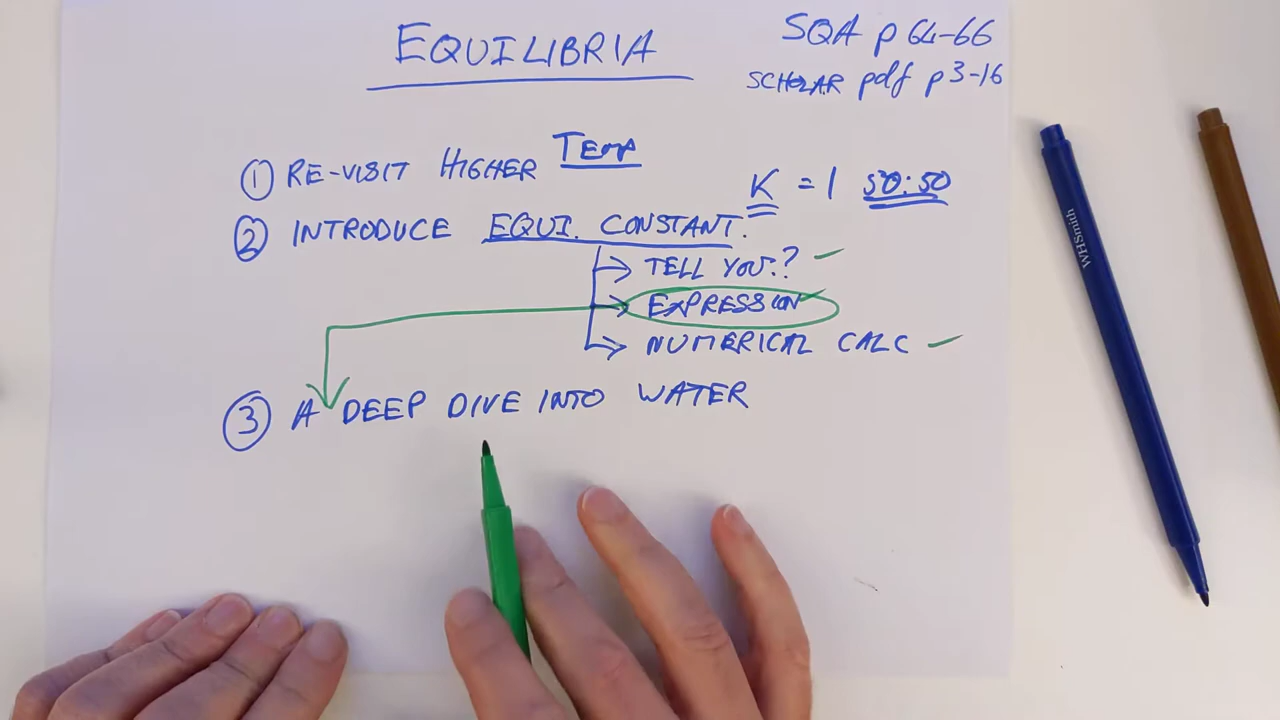 EQUILIBRIA
SQA p 64-66
SCHOLAR pdf p3-16
① RE-VISIT HIGHER TEMP
K = 1 50:50
② INTRODUCE EQUI. CONSTANT.
TELL YOU.?
EXPRESSION
NUMERICAL CALC
③ A DEEP DIVE INTO WATER
WHSmith